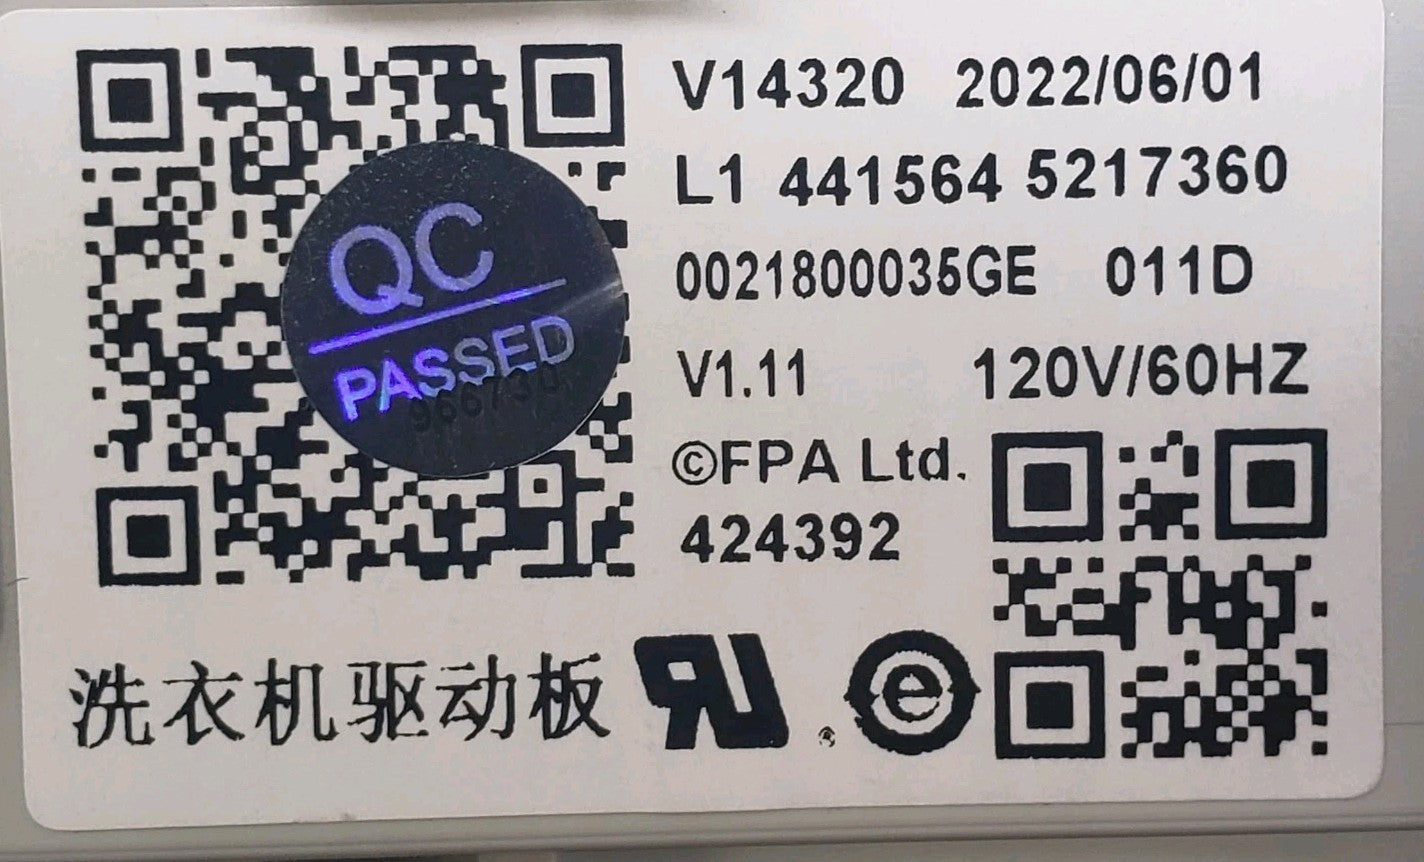 V14320 2022/06/01
L1 441564 5217360
0021800035GE 011D
V1.11 120V/60HZ
©FPA Ltd.
424392
QC
PASSED
洗衣机驱动板
e